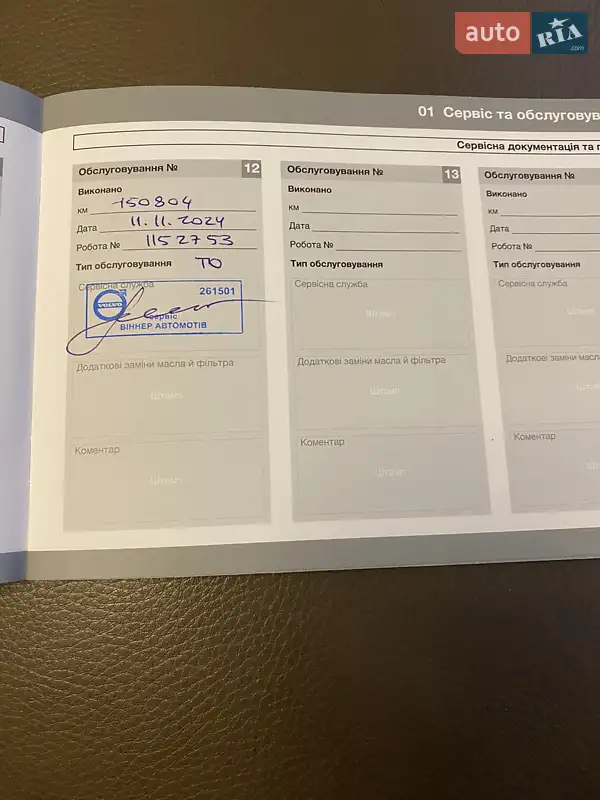 auto RIA .com
01 Сервіс та обслуговув
Сервісна документація та г
Обслуговування № 12
Виконано
км 150804
Дата 11.11.2024
Робота № 1152753
Тип обслуговування ТО
Сервісна служба
261501
VOLVO
сервіс
ВІННЕР АВТОМОТІВ
Додаткові заміни масла й фільтра
Штамп
Коментар
Штамп
Обслуговування № 13
Виконано
км
Дата
Робота №
Тип обслуговування
Сервісна служба
Штамп
Додаткові заміни масла й фільтра
Штамп
Коментар
Штамп
Обслуговування №
Виконано
км
Дата
Робота №
Тип обслуговування
Сервісна служба
Додаткові заміни масла
Коментар